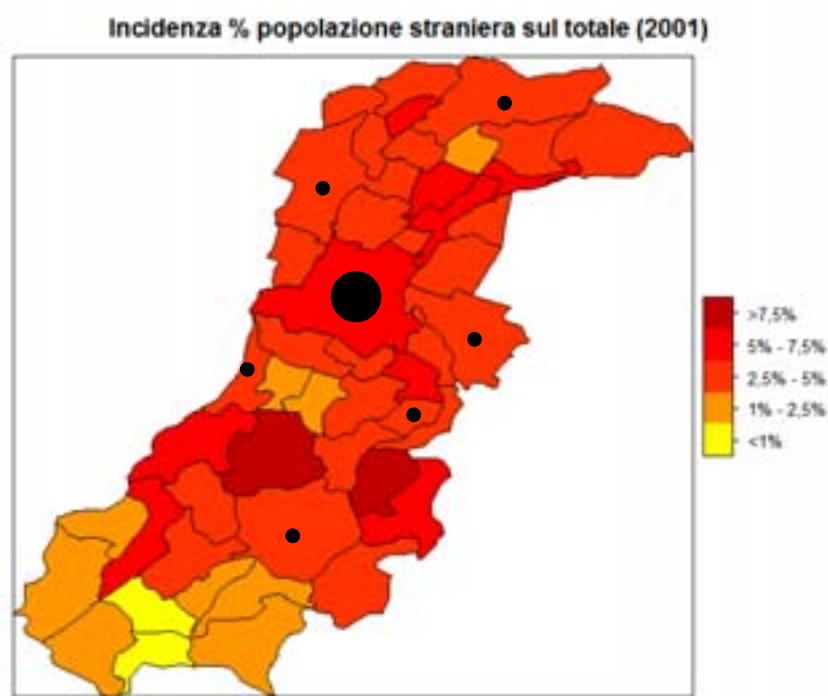 Incidenza % popolazione straniera sul totale (2001)
>7,5%
5% - 7,5%
2,5% - 5%
1% - 2,5%
<1%